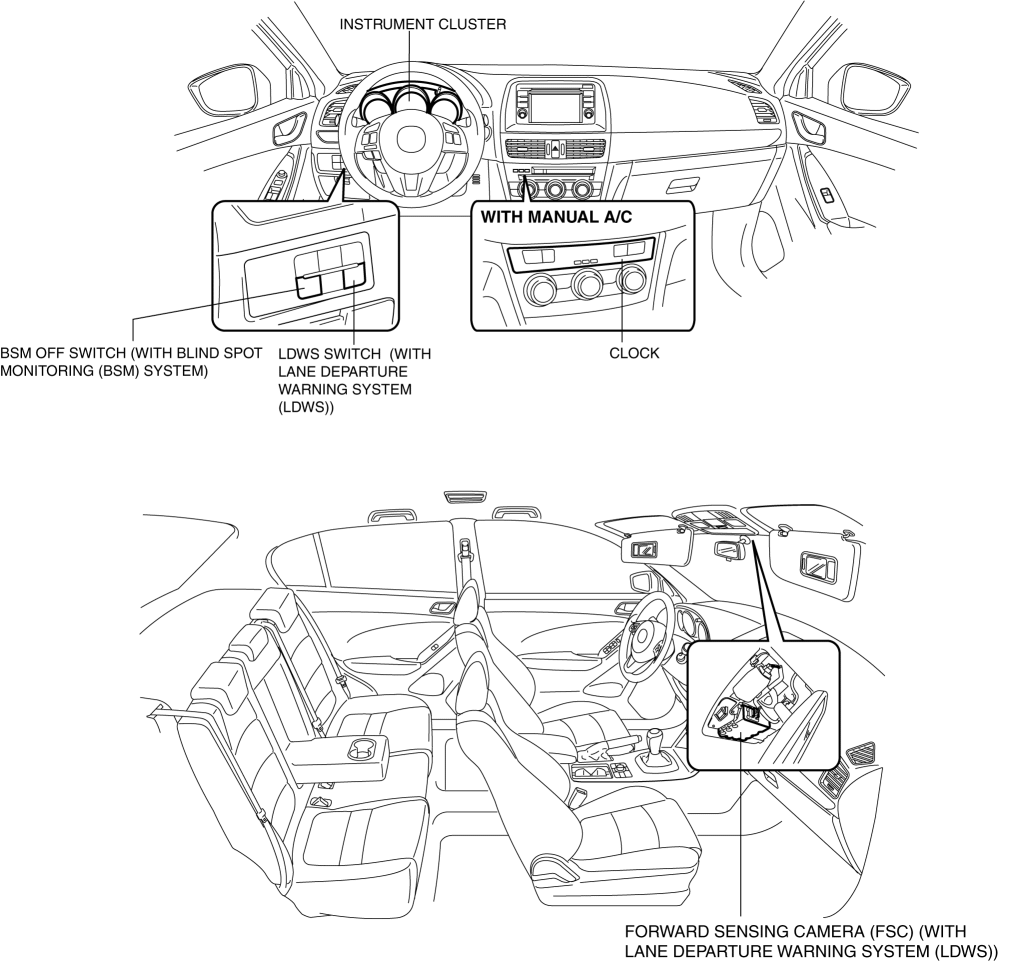 INSTRUMENT CLUSTER
WITH MANUAL A/C
BSM OFF SWITCH (WITH BLIND SPOT
MONITORING (BSM) SYSTEM)
LDWS SWITCH (WITH
LANE DEPARTURE
WARNING SYSTEM
(LDWS))
CLOCK
FORWARD SENSING CAMERA (FSC) (WITH
LANE DEPARTURE WARNING SYSTEM (LDWS))